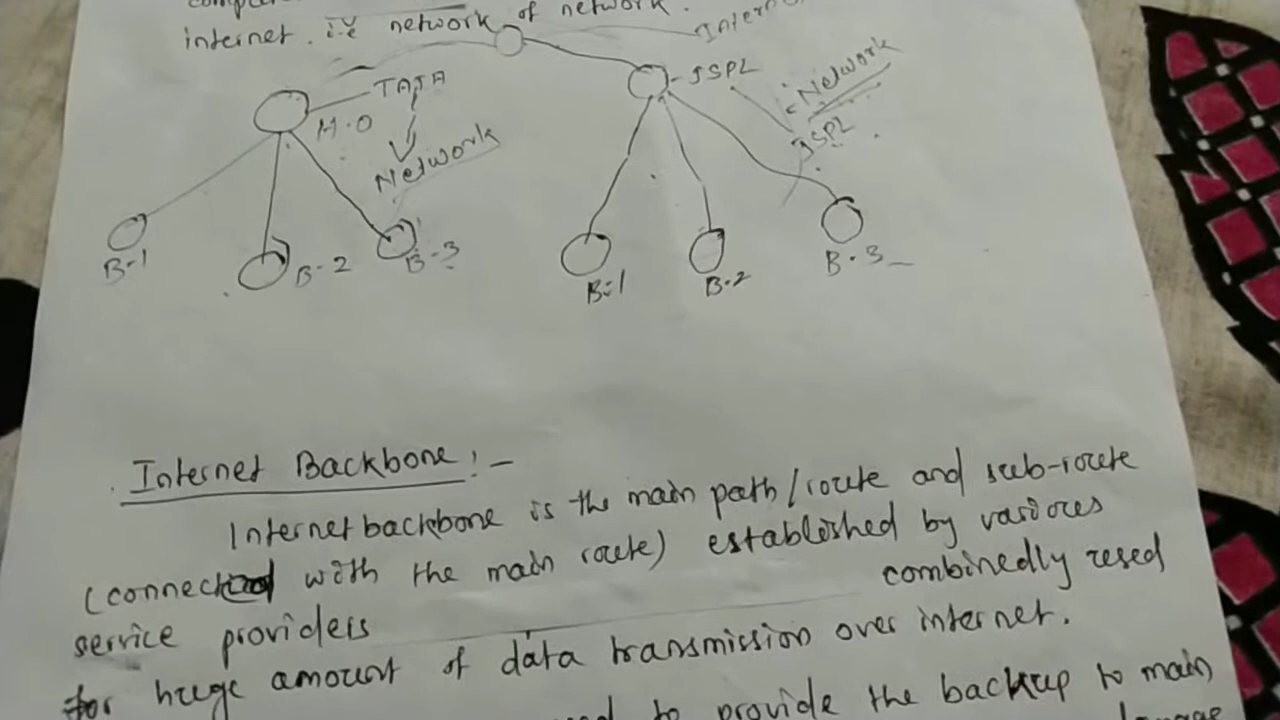 internet. i.e network of network.
TATA
H.O
Network
JSPL
Network
JSPL
B-1
B-2
B-3
B-1
B-2
B-3
Internet Backbone:-
Internet backbone is the main path/route and sub-route
(connected with the main route) established by various
service providers combinedly used
for huge amount of data transmission over internet.
to provide the backup to main